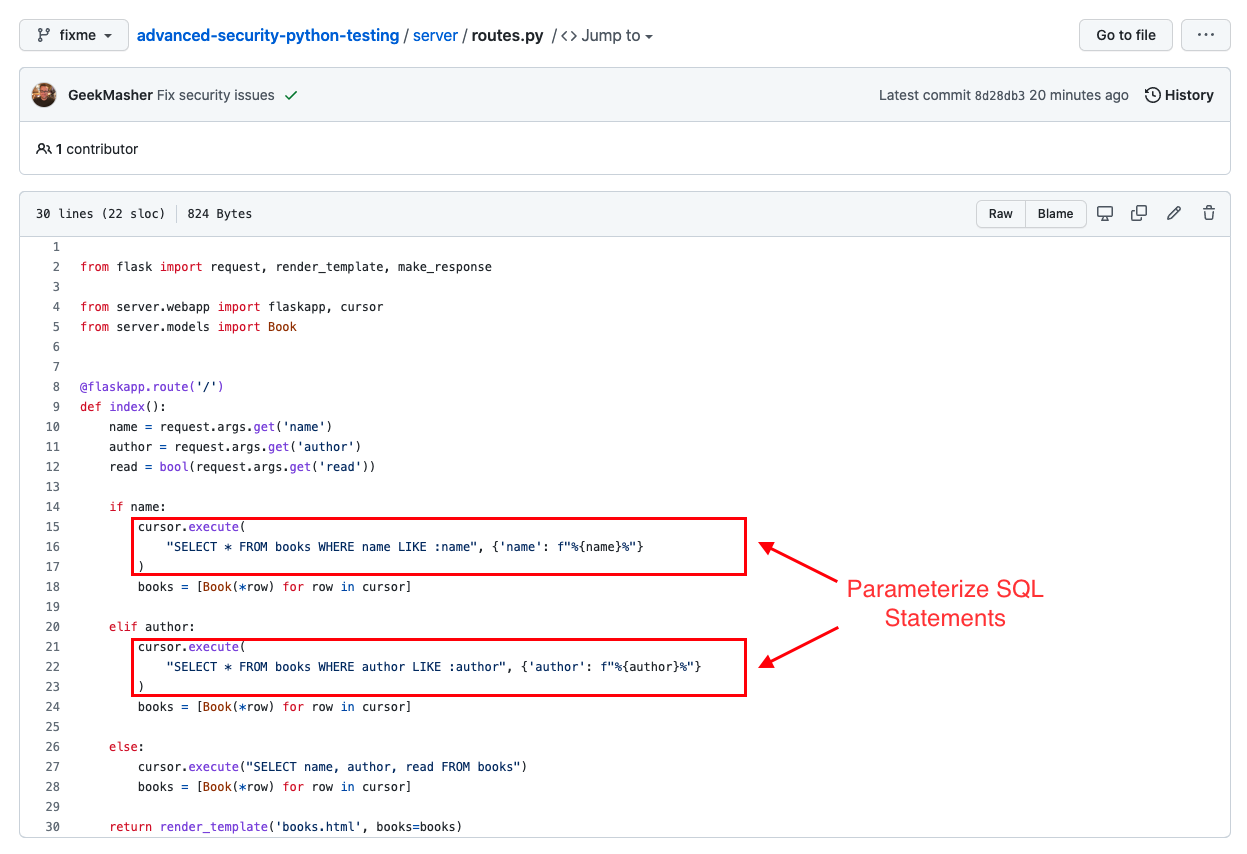 fixme advanced-security-python-testing / server / routes.py / <> Jump to Go to file ...
GeekMasher Fix security issues Latest commit 8d28db3 20 minutes ago History
1 contributor
30 lines (22 sloc) 824 Bytes Raw Blame
1
2 from flask import request, render_template, make_response
3
4 from server.webapp import flaskapp, cursor
5 from server.models import Book
6
7
8 @flaskapp.route('/')
9 def index():
10     name = request.args.get('name')
11     author = request.args.get('author')
12     read = bool(request.args.get('read'))
13
14     if name:
15         cursor.execute(
16             "SELECT * FROM books WHERE name LIKE :name", {'name': f"%{name}%"}
17         )
18         books = [Book(*row) for row in cursor]
19
20     elif author:
21         cursor.execute(
22             "SELECT * FROM books WHERE author LIKE :author", {'author': f"%{author}%"}
23         )
24         books = [Book(*row) for row in cursor]
25
26     else:
27         cursor.execute("SELECT name, author, read FROM books")
28         books = [Book(*row) for row in cursor]
29
30     return render_template('books.html', books=books)
Parameterize SQL
Statements